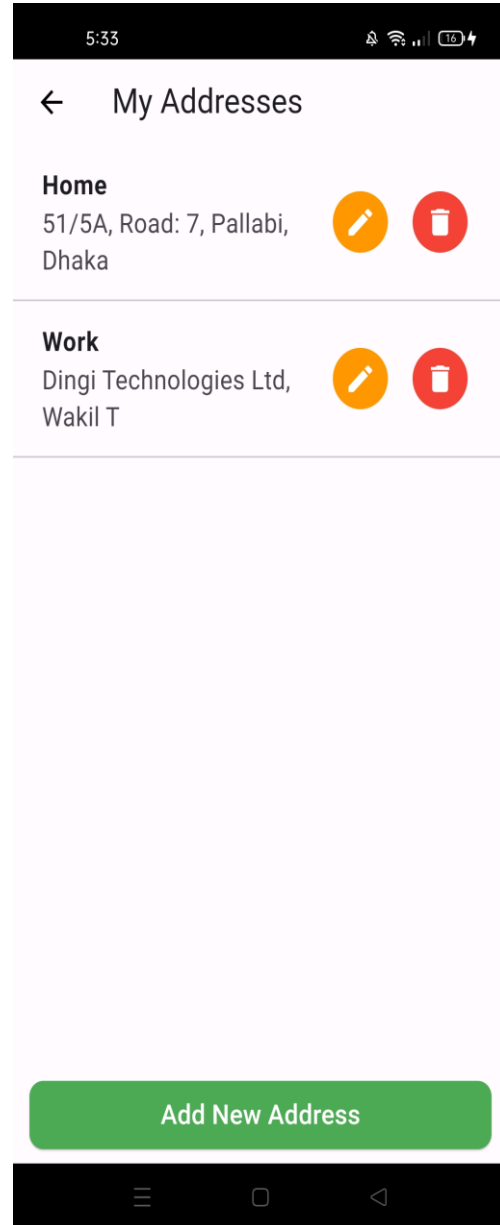 5:33
16
My Addresses
Home
51/5A, Road: 7, Pallabi,
Dhaka
Work
Dingi Technologies Ltd,
Wakil T
Add New Address